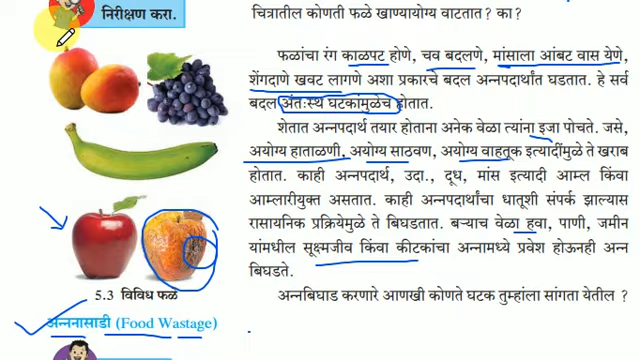 निरीक्षण करा.
चित्रातील कोणती फळे खाण्यायोग्य वाटतात ? का ?
फळांचा रंग काळपट होणे, चव बदलणे, मांसाला आंबट वास येणे,
शेंगदाणे खवट लागणे अशा प्रकारचे बदल अन्नपदार्थांत घडतात. हे सर्व
बदल अंतःस्थ घटकांमुळेच होतात.
शेतात अन्नपदार्थ तयार होताना अनेक वेळा त्यांना इजा पोचते. जसे,
अयोग्य हाताळणी, अयोग्य साठवण, अयोग्य वाहतूक इत्यादींमुळे ते खराब
होतात. काही अन्नपदार्थ, उदा., दूध, मांस इत्यादी आम्ल किंवा
आम्लारीयुक्त असतात. काही अन्नपदार्थांचा धातूशी संपर्क झाल्यास
रासायनिक प्रक्रियेमुळे ते बिघडतात. बऱ्याच वेळा हवा, पाणी, जमीन
यांमधील सूक्ष्मजीव किंवा कीटकांचा अन्नामध्ये प्रवेश होऊनही अन्न
बिघडते.
अन्नबिघाड करणारे आणखी कोणते घटक तुम्हांला सांगता येतील ?
5.3 विविध फळे
अन्ननासाडी (Food Wastage)